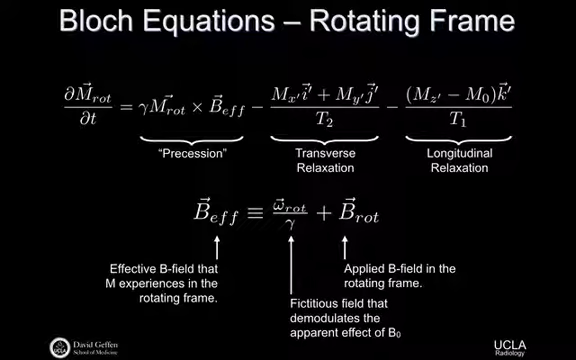 Bloch Equations – Rotating Frame
∂M⃗_rot/∂t = γM⃗_rot × B⃗_eff − (M_x′ i⃗′ + M_y′ j⃗′)/T₂ − (M_z′ − M₀)k⃗′/T₁
"Precession"
Transverse
Relaxation
Longitudinal
Relaxation
B⃗_eff ≡ ω⃗_rot/γ + B⃗_rot
Effective B-field that
M experiences in the
rotating frame.
Fictitious field that
demodulates the
apparent effect of B₀
Applied B-field in the
rotating frame.
UCLA
David Geffen
School of Medicine
UCLA
Radiology